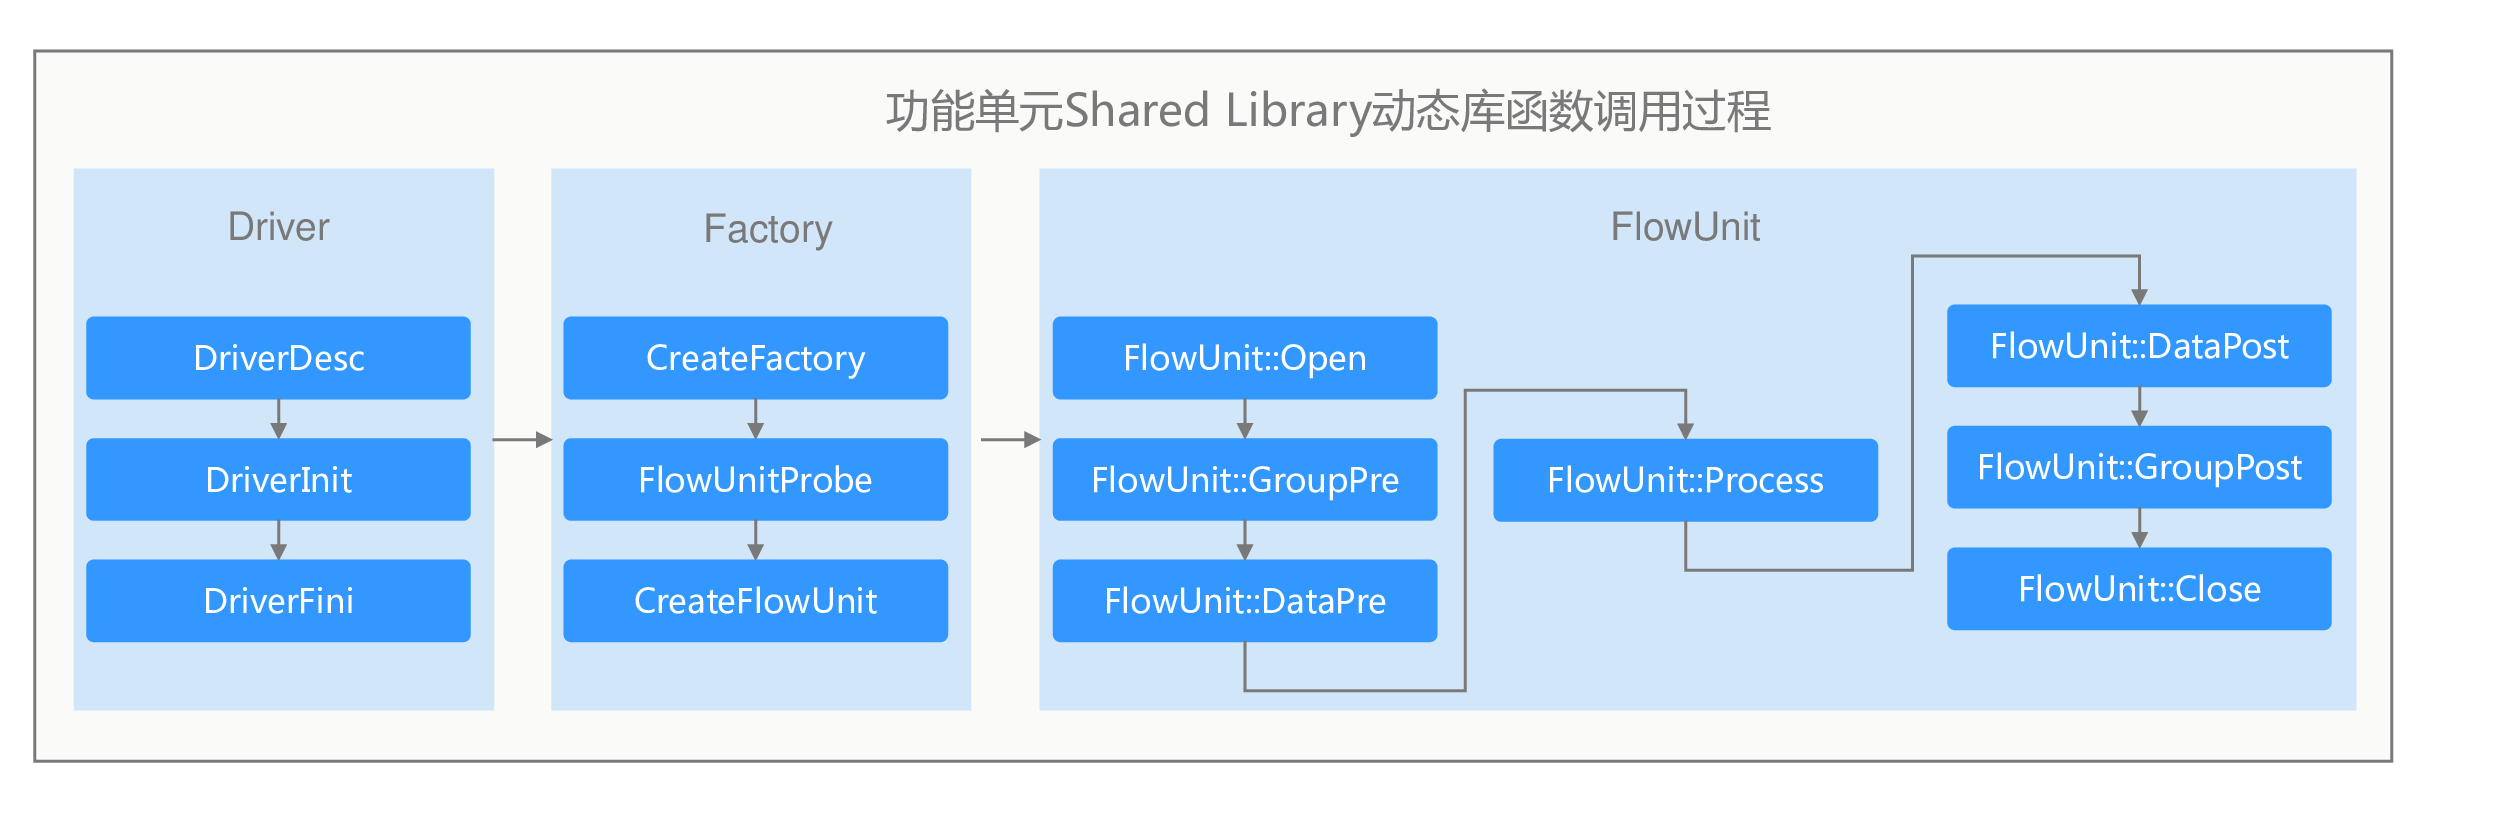 功能单元Shared Library动态库函数调用过程
Driver
DriverDesc
DriverInit
DriverFini
Factory
CreateFactory
FlowUnitProbe
CreateFlowUnit
FlowUnit
FlowUnit::Open
FlowUnit::GroupPre
FlowUnit::DataPre
FlowUnit::Process
FlowUnit::DataPost
FlowUnit::GroupPost
FlowUnit::Close